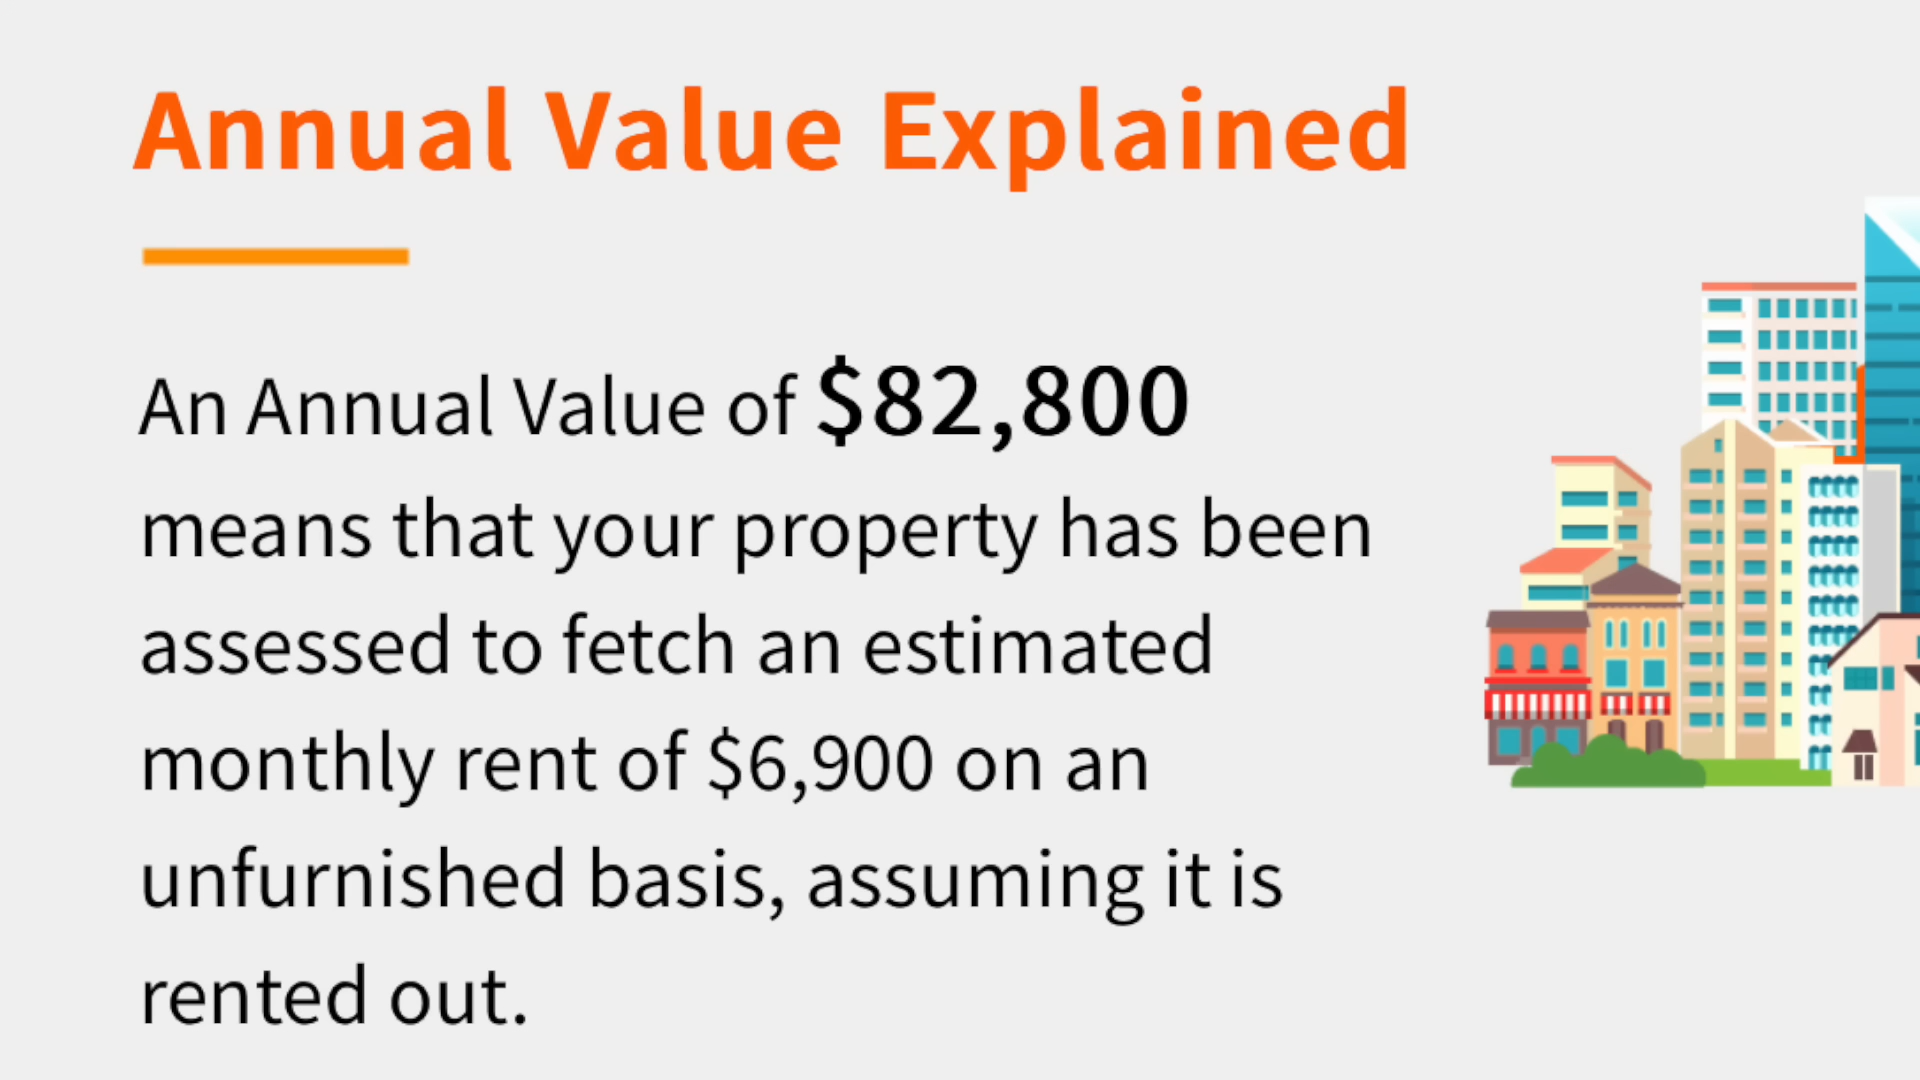 Annual Value Explained
An Annual Value of $82,800
means that your property has been
assessed to fetch an estimated
monthly rent of $6,900 on an
unfurnished basis, assuming it is
rented out.